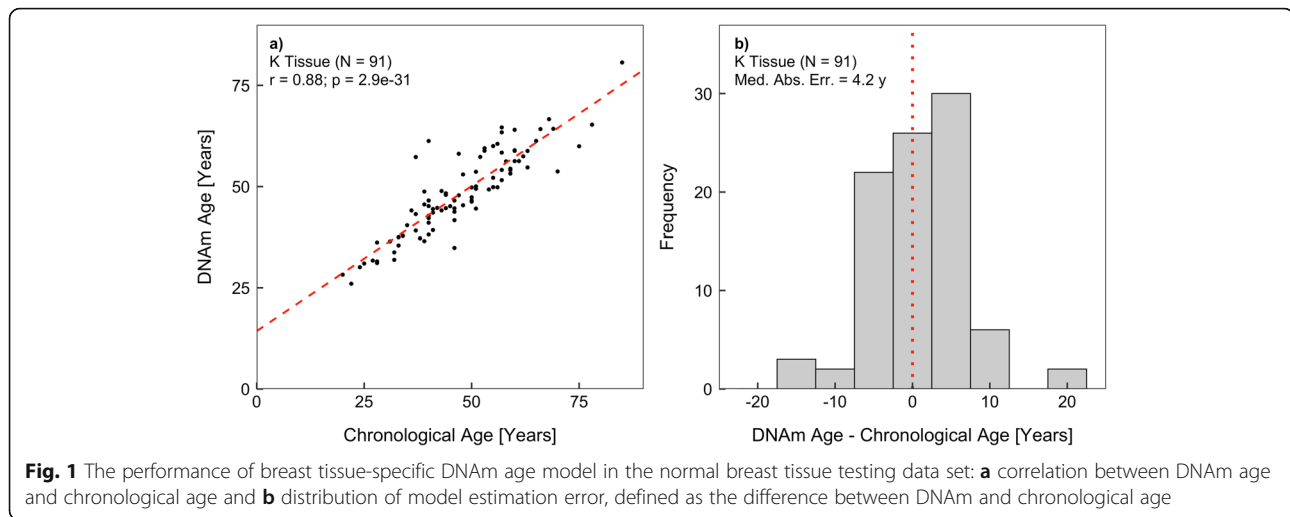 a)
K Tissue (N = 91)
r = 0.88; p = 2.9e-31
DNAm Age [Years]
75
50
25
0
0 25 50 75
Chronological Age [Years]
b)
K Tissue (N = 91)
Med. Abs. Err. = 4.2 y
Frequency
30
20
10
0
-20 -10 0 10 20
DNAm Age - Chronological Age [Years]
Fig. 1 The performance of breast tissue-specific DNAm age model in the normal breast tissue testing data set: a correlation between DNAm age
and chronological age and b distribution of model estimation error, defined as the difference between DNAm and chronological age